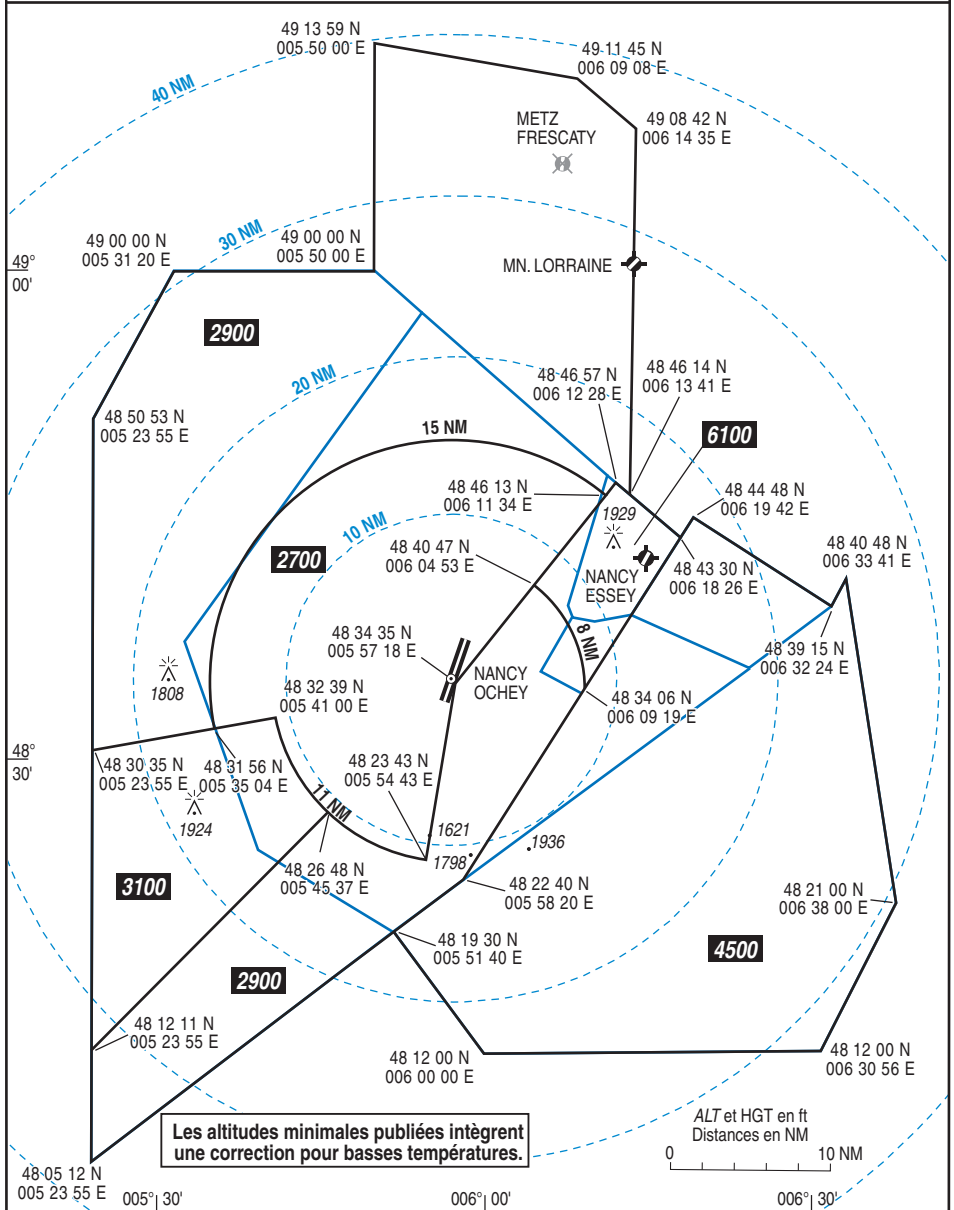 49 13 59 N
005 50 00 E
49 11 45 N
006 09 08 E
40 NM
METZ
FRESCATY
49 08 42 N
006 14 35 E
30 NM
49 00 00 N
005 31 20 E
49 00 00 N
005 50 00 E
49°
00'
MN. LORRAINE
2900
20 NM
48 46 57 N
006 12 28 E
48 46 14 N
006 13 41 E
48 50 53 N
005 23 55 E
15 NM
6100
48 46 13 N
006 11 34 E
1929
48 44 48 N
006 19 42 E
10 NM
2700
48 40 47 N
006 04 53 E
NANCY
ESSEY
48 43 30 N
006 18 26 E
48 40 48 N
006 33 41 E
8 NM
48 34 35 N
005 57 18 E
48 39 15 N
006 32 24 E
1808
NANCY
OCHEY
48 32 39 N
005 41 00 E
48 34 06 N
006 09 19 E
48°
30'
48 30 35 N
005 23 55 E
48 31 56 N
005 35 04 E
48 23 43 N
005 54 43 E
1924
11 NM
1621
1798
1936
48 26 48 N
005 45 37 E
3100
48 22 40 N
005 58 20 E
48 21 00 N
006 38 00 E
48 19 30 N
005 51 40 E
4500
2900
48 12 11 N
005 23 55 E
48 12 00 N
006 00 00 E
48 12 00 N
006 30 56 E
Les altitudes minimales publiées intègrent
une correction pour basses températures.
ALT et HGT en ft
Distances en NM
0 10 NM
48 05 12 N
005 23 55 E
005° 30'
006° 00'
006° 30'